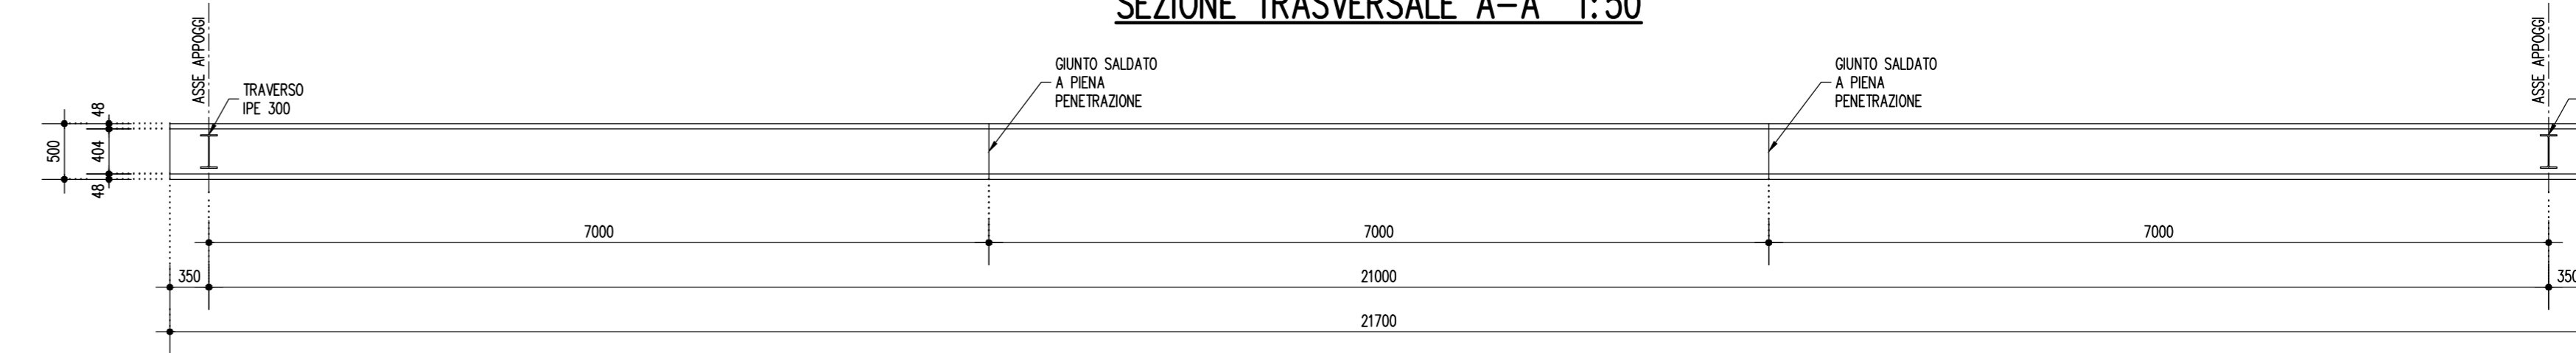 SEZIONE TRASVERSALE A-A 1:50
ASSE APPOGGI
TRAVERSO
IPE 300
GIUNTO SALDATO
A PIENA
PENETRAZIONE
GIUNTO SALDATO
A PIENA
PENETRAZIONE
ASSE APPOGGI
48
500
404
48
7000
7000
7000
350
21000
350
21700